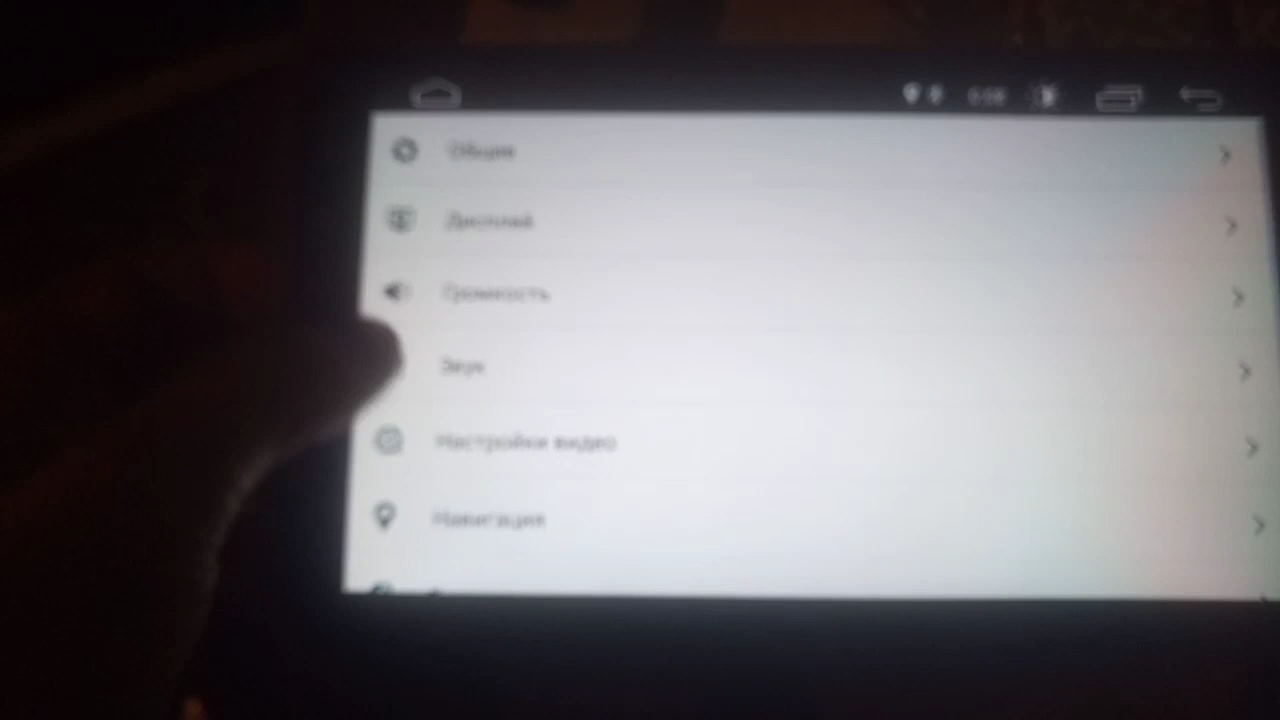 Общие
Дисплей
Громкость
Звук
Настройки видео
Навигация